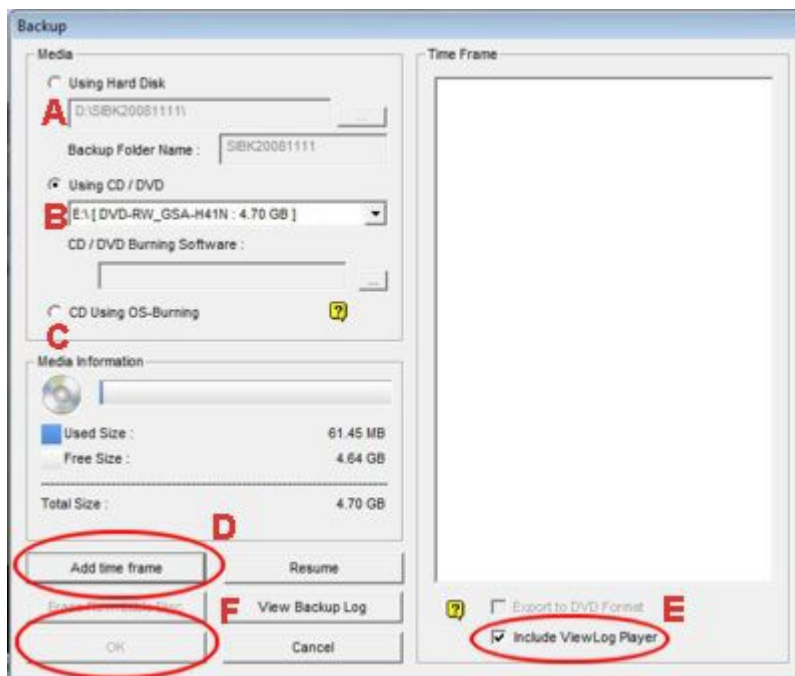 Backup
Media
Using Hard Disk
A
D:\SIBK20081111\
...
Backup Folder Name :
SIBK20081111
Using CD / DVD
B
E:\ [ DVD-RW_GSA-H41N : 4.70 GB ]
CD / DVD Burning Software :
...
CD Using OS-Burning
?
C
Media Information
Used Size :
61.45 MB
Free Size :
4.64 GB
Total Size :
4.70 GB
D
Add time frame
Resume
Erase Rewritable Disc
F
View Backup Log
OK
Cancel
Time Frame
?
Export to DVD Format
E
Include ViewLog Player